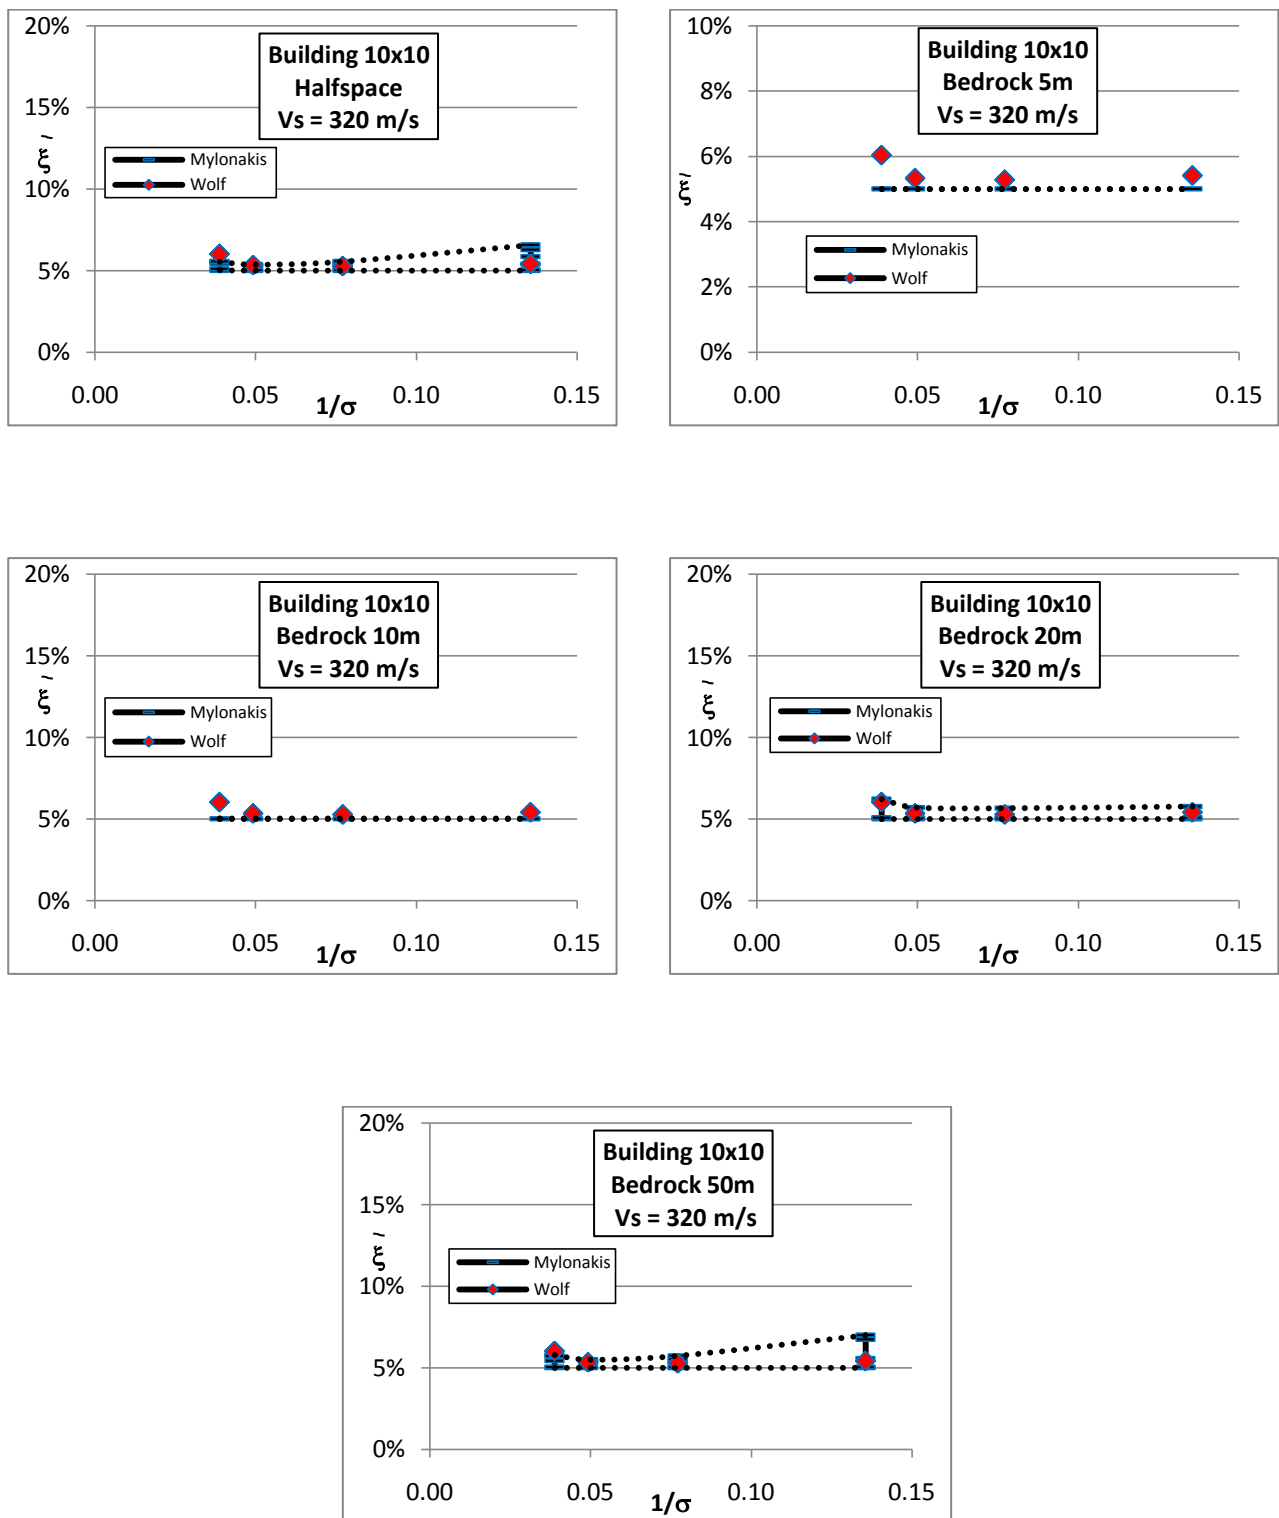 20%
15%
10%
5%
0%
ξ̃
Building 10x10
Halfspace
Vs = 320 m/s
Mylonakis
Wolf
0.00 0.05 0.10 0.15
1/σ
10%
8%
6%
4%
2%
0%
ξ̃
Building 10x10
Bedrock 5m
Vs = 320 m/s
Mylonakis
Wolf
0.00 0.05 0.10 0.15
1/σ
20%
15%
10%
5%
0%
ξ̃
Building 10x10
Bedrock 10m
Vs = 320 m/s
Mylonakis
Wolf
0.00 0.05 0.10 0.15
1/σ
20%
15%
10%
5%
0%
ξ̃
Building 10x10
Bedrock 20m
Vs = 320 m/s
Mylonakis
Wolf
0.00 0.05 0.10 0.15
1/σ
20%
15%
10%
5%
0%
ξ̃
Building 10x10
Bedrock 50m
Vs = 320 m/s
Mylonakis
Wolf
0.00 0.05 0.10 0.15
1/σ